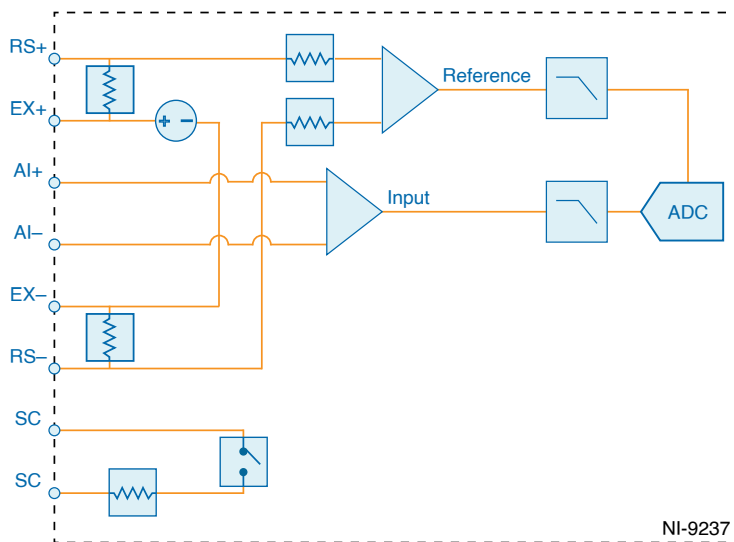 RS+
EX+
+ −
AI+
AI–
EX–
RS–
SC
SC
Reference
Input
ADC
NI-9237